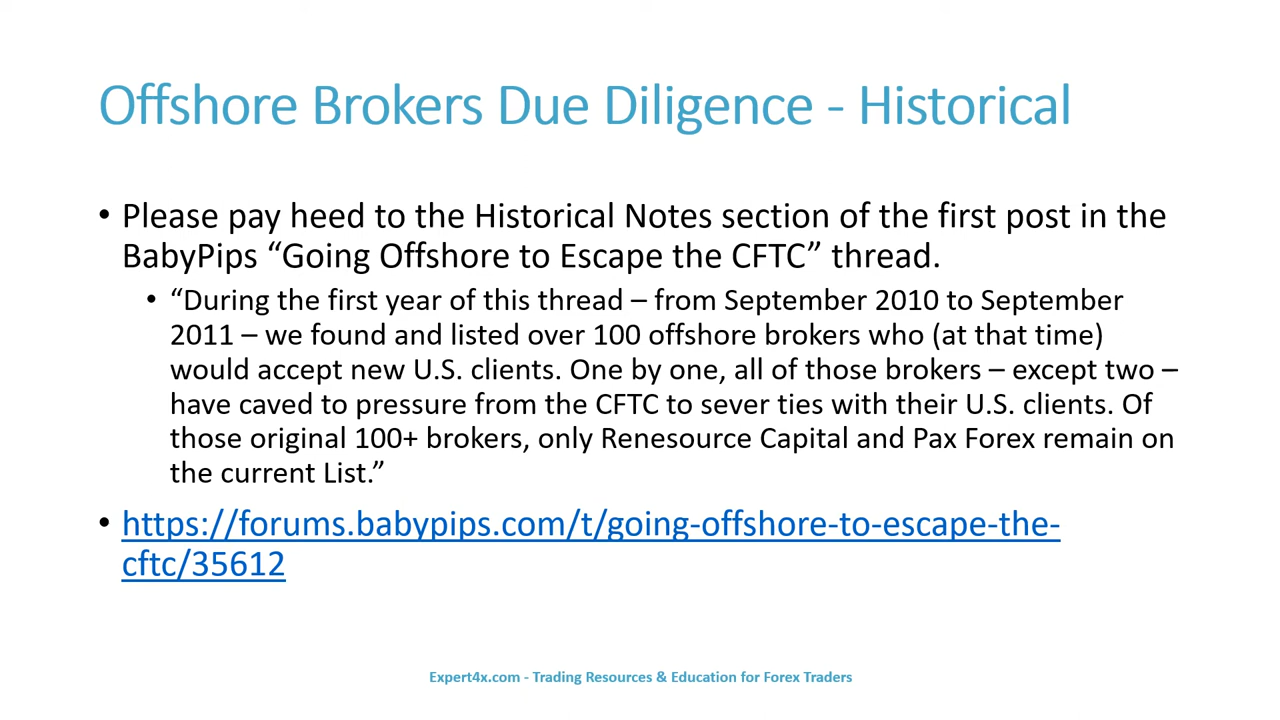 Offshore Brokers Due Diligence - Historical
• Please pay heed to the Historical Notes section of the first post in the
BabyPips “Going Offshore to Escape the CFTC” thread.
• “During the first year of this thread – from September 2010 to September
2011 – we found and listed over 100 offshore brokers who (at that time)
would accept new U.S. clients. One by one, all of those brokers – except two –
have caved to pressure from the CFTC to sever ties with their U.S. clients. Of
those original 100+ brokers, only Renesource Capital and Pax Forex remain on
the current List.”
• https://forums.babypips.com/t/going-offshore-to-escape-the-
cftc/35612
Expert4x.com - Trading Resources & Education for Forex Traders